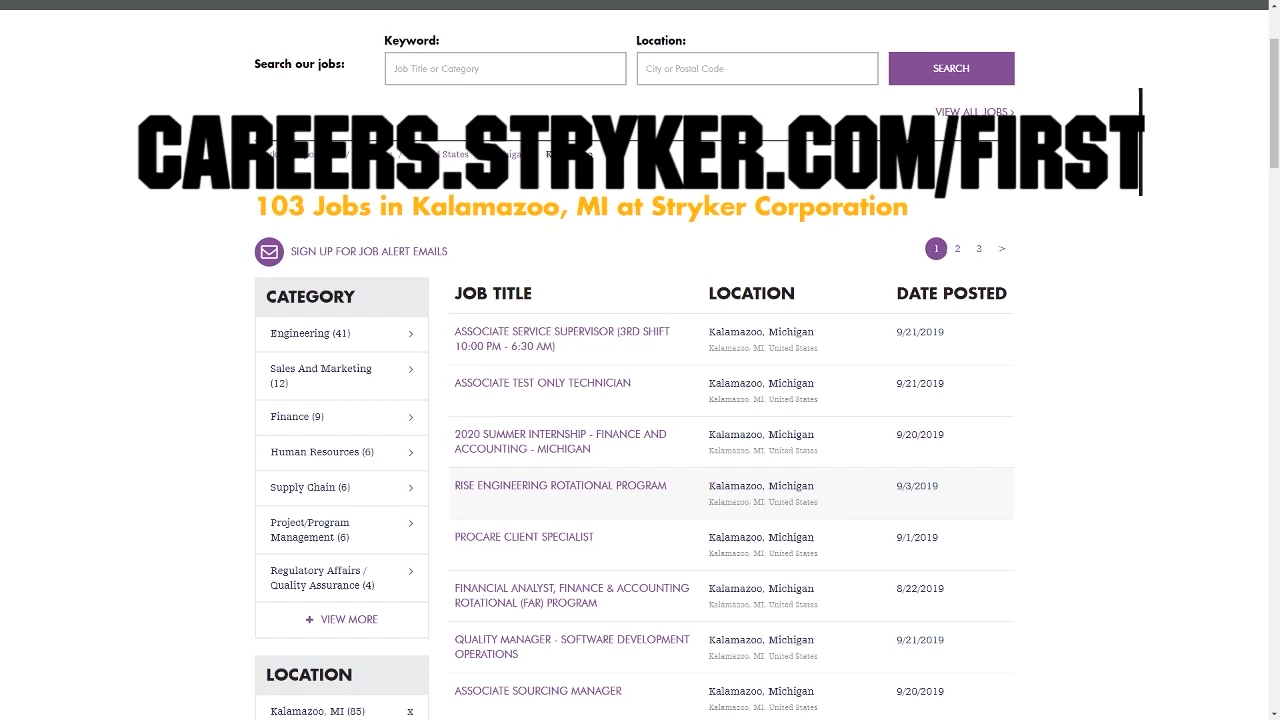 Keyword:
Location:
Search our jobs:
Job Title or Category
City or Postal Code
SEARCH
VIEW ALL JOBS >
CAREERS.STRYKER.COM/FIRST
103 Jobs in Kalamazoo, MI at Stryker Corporation
SIGN UP FOR JOB ALERT EMAILS
1 2 3 >
CATEGORY
Engineering (41)
Sales And Marketing
(12)
Finance (9)
Human Resources (6)
Supply Chain (6)
Project/Program
Management (6)
Regulatory Affairs /
Quality Assurance (4)
+ VIEW MORE
LOCATION
Kalamazoo, MI (85) x
JOB TITLE LOCATION DATE POSTED
ASSOCIATE SERVICE SUPERVISOR (3RD SHIFT Kalamazoo, Michigan 9/21/2019
10:00 PM - 6:30 AM) Kalamazoo, MI, United States
ASSOCIATE TEST ONLY TECHNICIAN Kalamazoo, Michigan 9/21/2019
Kalamazoo, MI, United States
2020 SUMMER INTERNSHIP - FINANCE AND Kalamazoo, Michigan 9/20/2019
ACCOUNTING - MICHIGAN Kalamazoo, MI, United States
RISE ENGINEERING ROTATIONAL PROGRAM Kalamazoo, Michigan 9/3/2019
Kalamazoo, MI, United States
PROCARE CLIENT SPECIALIST Kalamazoo, Michigan 9/1/2019
Kalamazoo, MI, United States
FINANCIAL ANALYST, FINANCE & ACCOUNTING Kalamazoo, Michigan 8/22/2019
ROTATIONAL (FAR) PROGRAM Kalamazoo, MI, United States
QUALITY MANAGER - SOFTWARE DEVELOPMENT Kalamazoo, Michigan 9/21/2019
OPERATIONS Kalamazoo, MI, United States
ASSOCIATE SOURCING MANAGER Kalamazoo, Michigan 9/20/2019
Kalamazoo, MI, United States